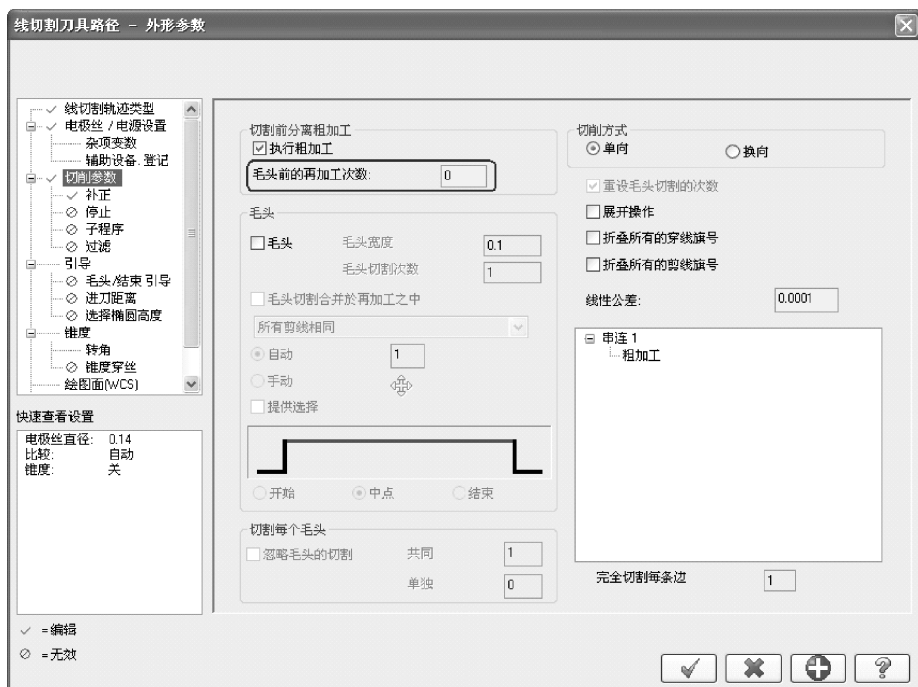 线切割刀具路径 - 外形参数
线切割轨迹类型
电极丝 / 电源设置
杂项变数
辅助设备.登记
切削参数
补正
停止
子程序
过滤
引导
毛头/结束 引导
进刀距离
选择椭圆高度
锥度
转角
锥度穿丝
绘图面(WCS)
快速查看设置
电极丝直径: 0.14
比较: 自动
锥度: 关
=编辑
=无效
切割前分离粗加工
执行粗加工
毛头前的再加工次数: 0
毛头
毛头 毛头宽度 0.1
毛头切割次数 1
毛头切割合并於再加工之中
所有剪线相同
自动 1
手动
提供选择
开始 中点 结束
切割每个毛头
忽略毛头的切割 共同 1
单独 0
切削方式
单向 换向
重设毛头切割的次数
展开操作
折叠所有的穿线旗号
折叠所有的剪线旗号
线性公差: 0.0001
串连 1
粗加工
完全切割每条边 1